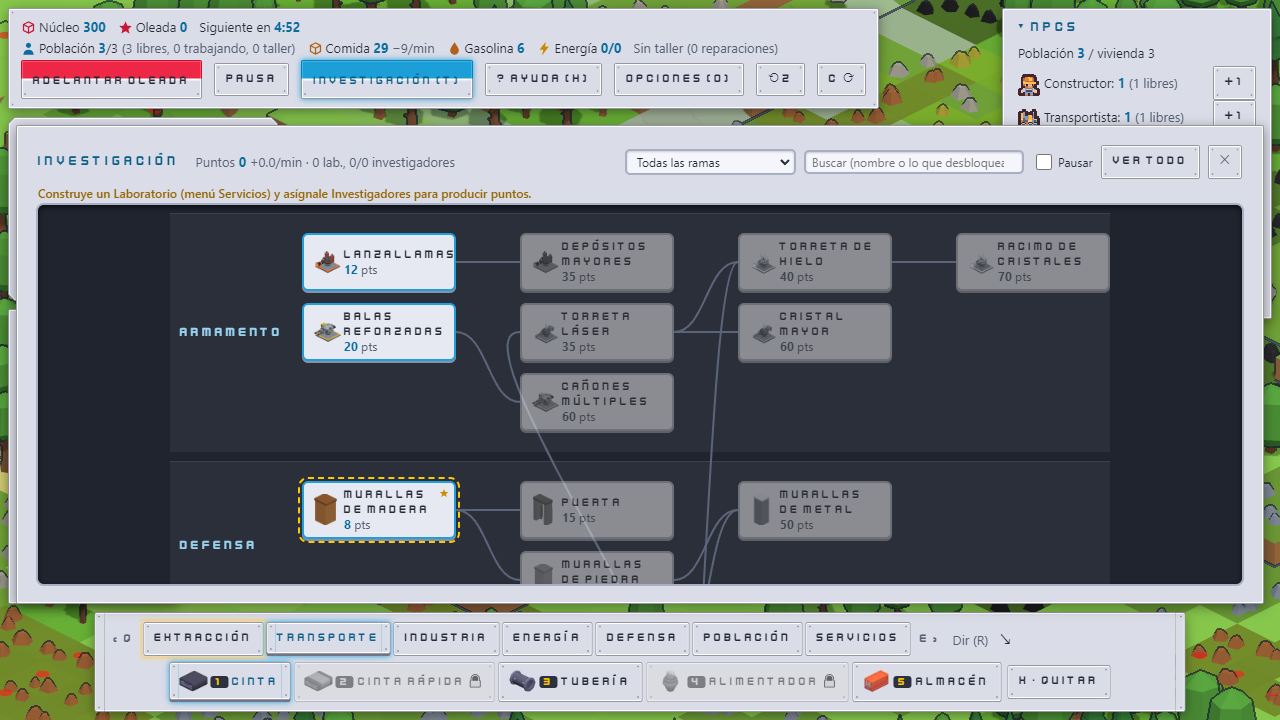 Núcleo 300 Oleada 0 Siguiente en 4:52
Población 3/3 (3 libres, 0 trabajando, 0 taller) Comida 29 −9/min Gasolina 6 Energía 0/0 Sin taller (0 reparaciones)
ADELANTAR OLEADA PAUSA INVESTIGACIÓN (T) ? AYUDA (H) OPCIONES (O) 2 C
NPCS
Población 3 / vivienda 3
Constructor: 1 (1 libres) +1
Transportista: 1 (1 libres) +1
INVESTIGACIÓN Puntos 0 +0.0/min · 0 lab., 0/0 investigadores Todas las ramas Buscar (nombre o lo que desbloquea Pausar VER TODO ×
Construye un Laboratorio (menú Servicios) y asígnale Investigadores para producir puntos.
ARMAMENTO
LANZALLAMAS
12 pts
DEPÓSITOS
MAYORES
35 pts
TORRETA DE
HIELO
40 pts
RACIMO DE
CRISTALES
70 pts
BALAS
REFORZADAS
20 pts
TORRETA
LÁSER
35 pts
CRISTAL
MAYOR
60 pts
CAÑONES
MÚLTIPLES
60 pts
DEFENSA
MURALLAS
DE MADERA
8 pts
PUERTA
15 pts
MURALLAS
DE METAL
50 pts
MURALLAS
DE PIEDRA
‹ Q EXTRACCIÓN TRANSPORTE INDUSTRIA ENERGÍA DEFENSA POBLACIÓN SERVICIOS E › Dir (R) ↘
1 CINTA 2 CINTA RÁPIDA 3 TUBERÍA 4 ALIMENTADOR 5 ALMACÉN X · QUITAR